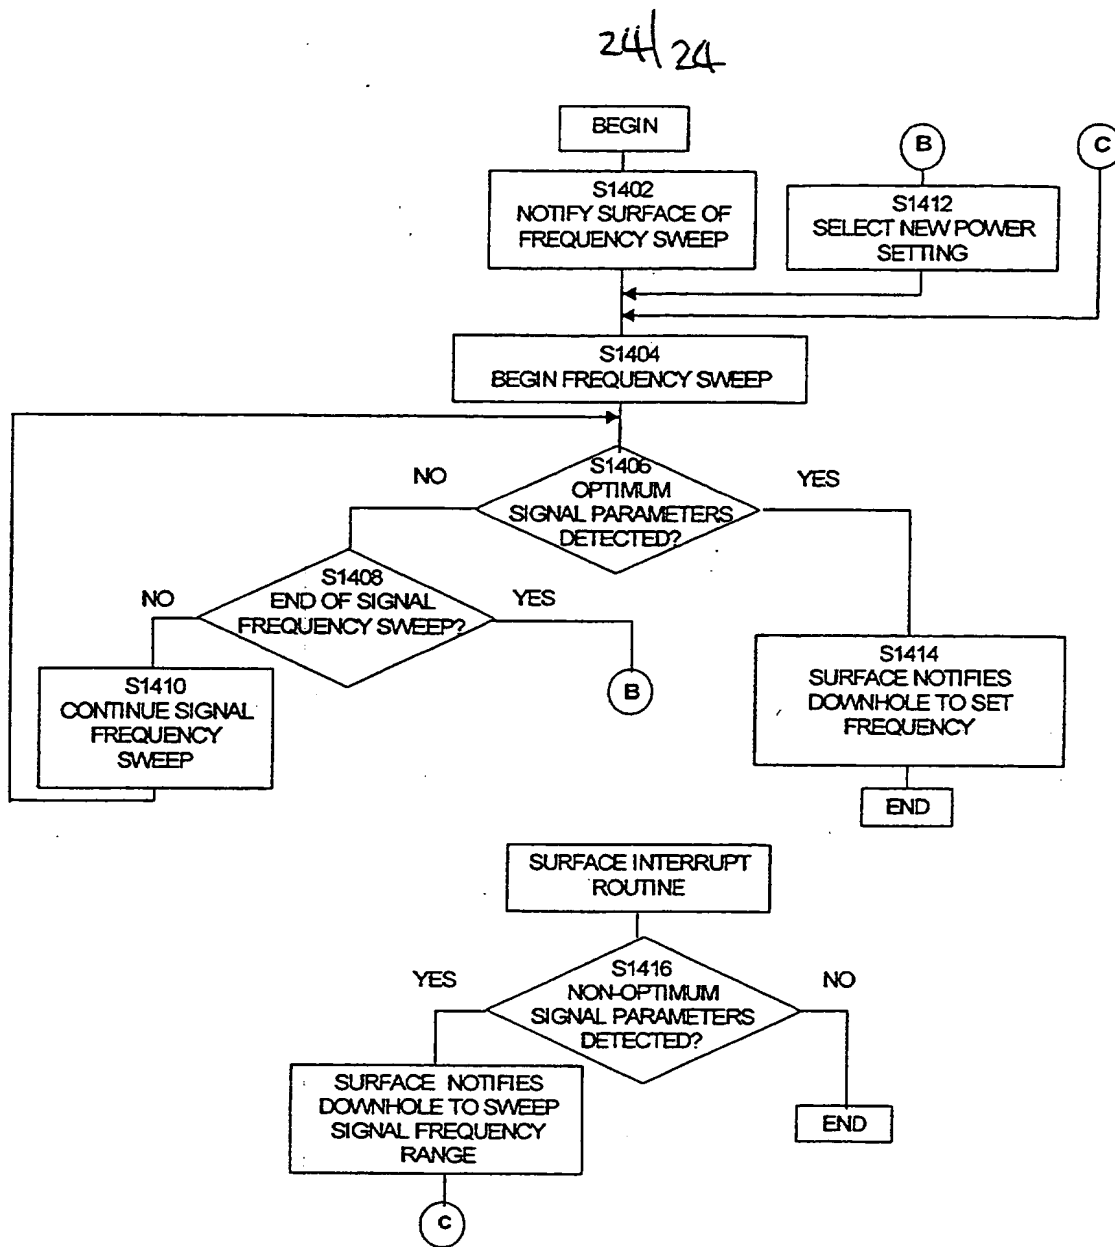 24/24
BEGIN
B
C
S1402
NOTIFY SURFACE OF
FREQUENCY SWEEP
S1412
SELECT NEW POWER
SETTING
S1404
BEGIN FREQUENCY SWEEP
NO
S1406
OPTIMUM
SIGNAL PARAMETERS
DETECTED?
YES
NO
S1408
END OF SIGNAL
FREQUENCY SWEEP?
YES
S1410
CONTINUE SIGNAL
FREQUENCY
SWEEP
B
S1414
SURFACE NOTIFIES
DOWNHOLE TO SET
FREQUENCY
END
SURFACE INTERRUPT
ROUTINE
YES
S1416
NON-OPTIMUM
SIGNAL PARAMETERS
DETECTED?
NO
SURFACE NOTIFIES
DOWNHOLE TO SWEEP
SIGNAL FREQUENCY
RANGE
END
C